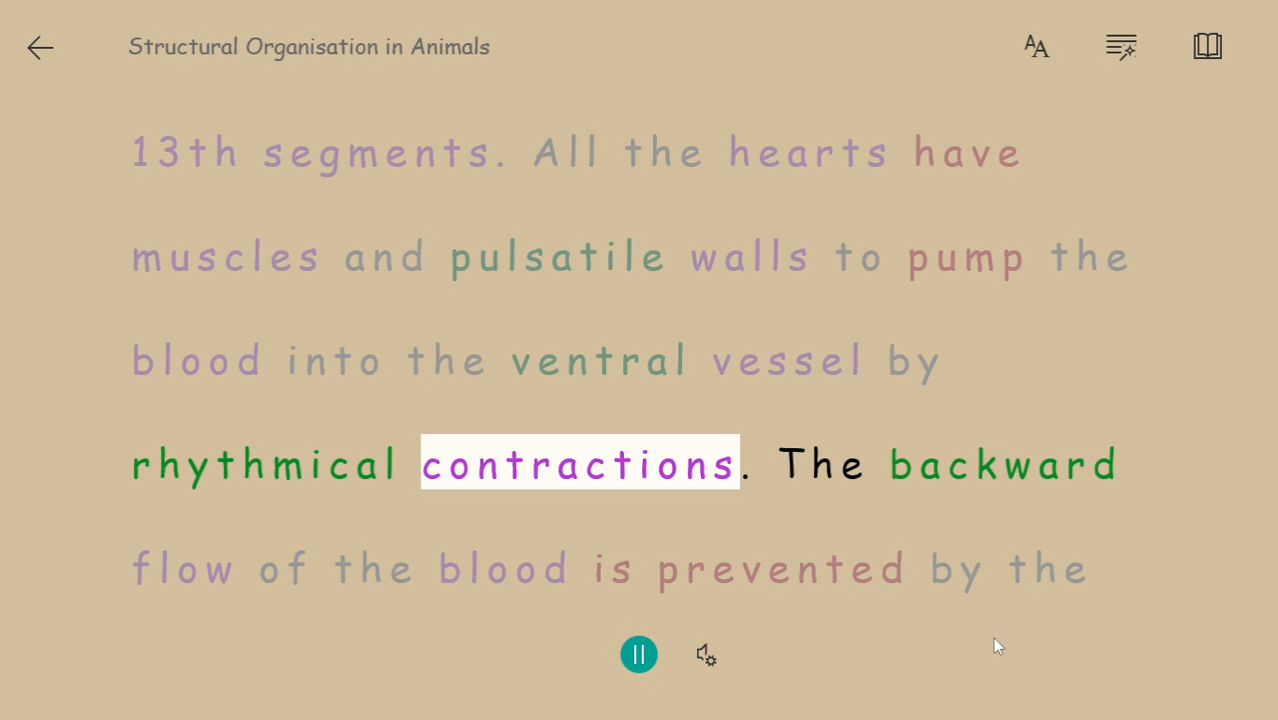 Structural Organisation in Animals
13th segments. All the hearts have
muscles and pulsatile walls to pump the
blood into the ventral vessel by
rhythmical contractions. The backward
flow of the blood is prevented by the